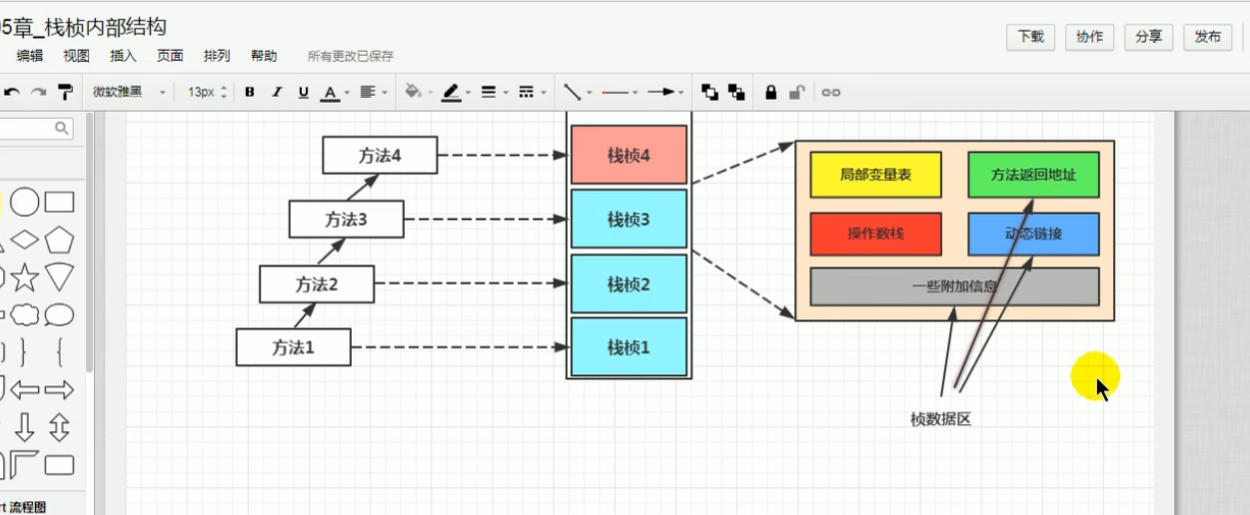 05章_栈桢内部结构
编辑 视图 插入 页面 排列 帮助 所有更改已保存
下载 协作 分享 发布
微软雅黑 13px B I U A
方法4 栈桢4
方法3 栈桢3
方法2 栈桢2
方法1 栈桢1
局部变量表 方法返回地址
操作数栈 动态链接
一些附加信息
桢数据区
rt 流程图